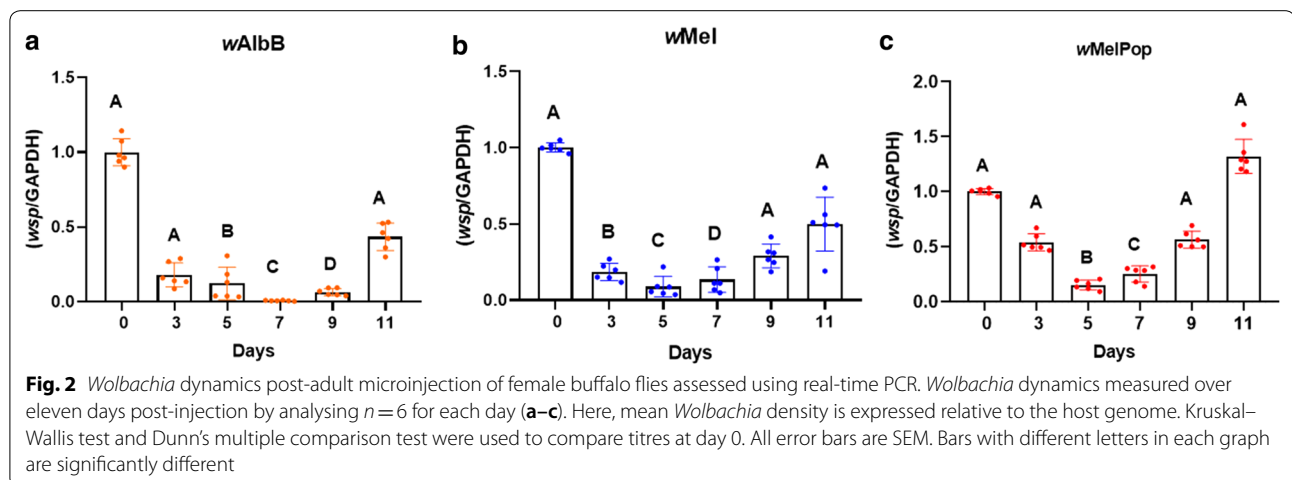 a
wAlbB
(wsp/GAPDH)
1.5
1.0
0.5
0.0
A
A
B
C
D
A
0
3
5
7
9
11
Days
b
wMel
(wsp/GAPDH)
1.5
1.0
0.5
0.0
A
B
C
D
A
A
0
3
5
7
9
11
Days
c
wMelPop
(wsp/GAPDH)
2.0
1.5
1.0
0.5
0.0
A
A
B
C
A
A
0
3
5
7
9
11
Days
Fig. 2 Wolbachia dynamics post-adult microinjection of female buffalo flies assessed using real-time PCR. Wolbachia dynamics measured over
eleven days post-injection by analysing n = 6 for each day (a–c). Here, mean Wolbachia density is expressed relative to the host genome. Kruskal–
Wallis test and Dunn's multiple comparison test were used to compare titres at day 0. All error bars are SEM. Bars with different letters in each graph
are significantly different